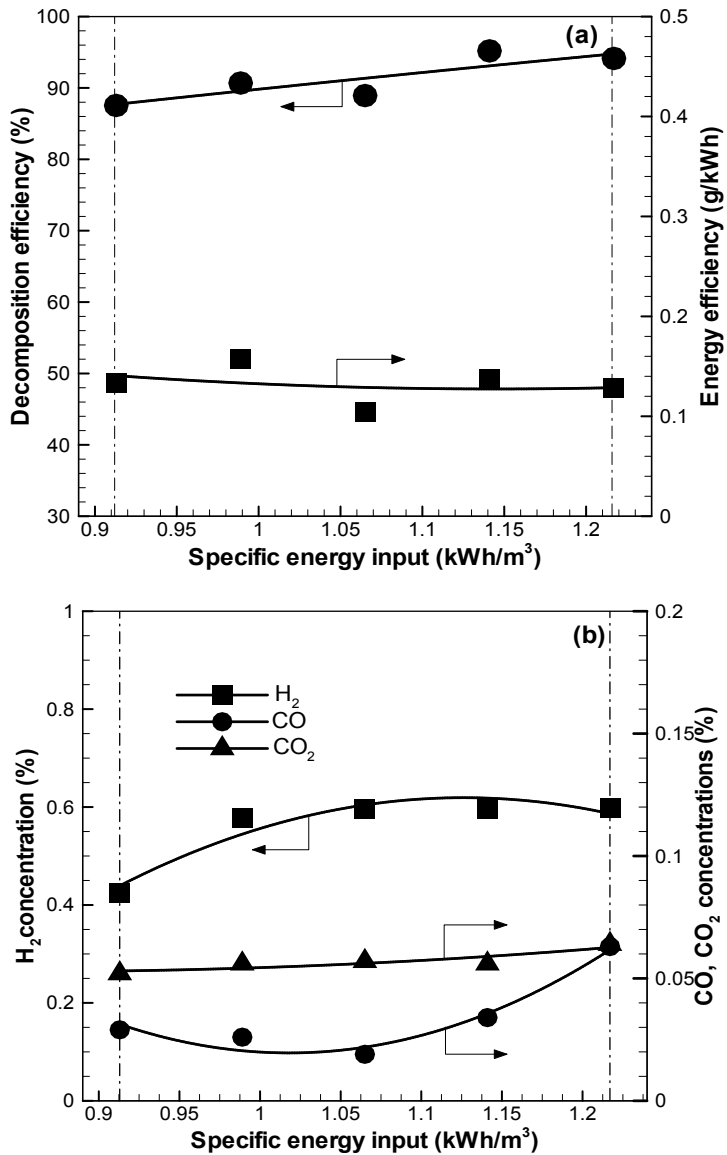 (a)
Decomposition efficiency (%)
100
90
80
70
60
50
40
30
0.5
0.4
0.3
0.2
0.1
0
Energy efficiency (g/kWh)
0.9 0.95 1 1.05 1.1 1.15 1.2
Specific energy input (kWh/m³)
(b)
H₂concentration (%)
1
0.8
0.6
0.4
0.2
0
H₂
CO
CO₂
0.2
0.15
0.1
0.05
0
CO, CO₂ concentrations (%)
0.9 0.95 1 1.05 1.1 1.15 1.2
Specific energy input (kWh/m³)